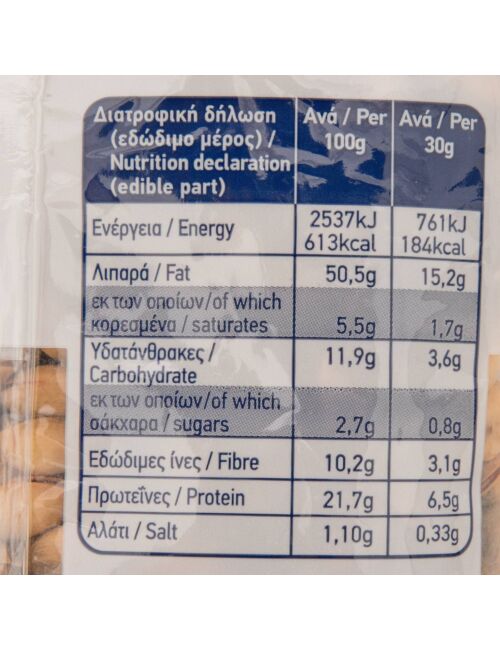 Διατροφική δήλωση
(εδώδιμο μέρος) /
Nutrition declaration
(edible part)
Ανά / Per
100g
Ανά / Per
30g
Ενέργεια / Energy
2537kJ
613kcal
761kJ
184kcal
Λιπαρά / Fat
50,5g
15,2g
εκ των οποίων/of which
κορεσμένα / saturates
5,5g
1,7g
Υδατάνθρακες /
Carbohydrate
11,9g
3,6g
εκ των οποίων/of which
σάκχαρα / sugars
2,7g
0,8g
Εδώδιμες ίνες / Fibre
10,2g
3,1g
Πρωτεΐνες / Protein
21,7g
6,5g
Αλάτι / Salt
1,10g
0,33g